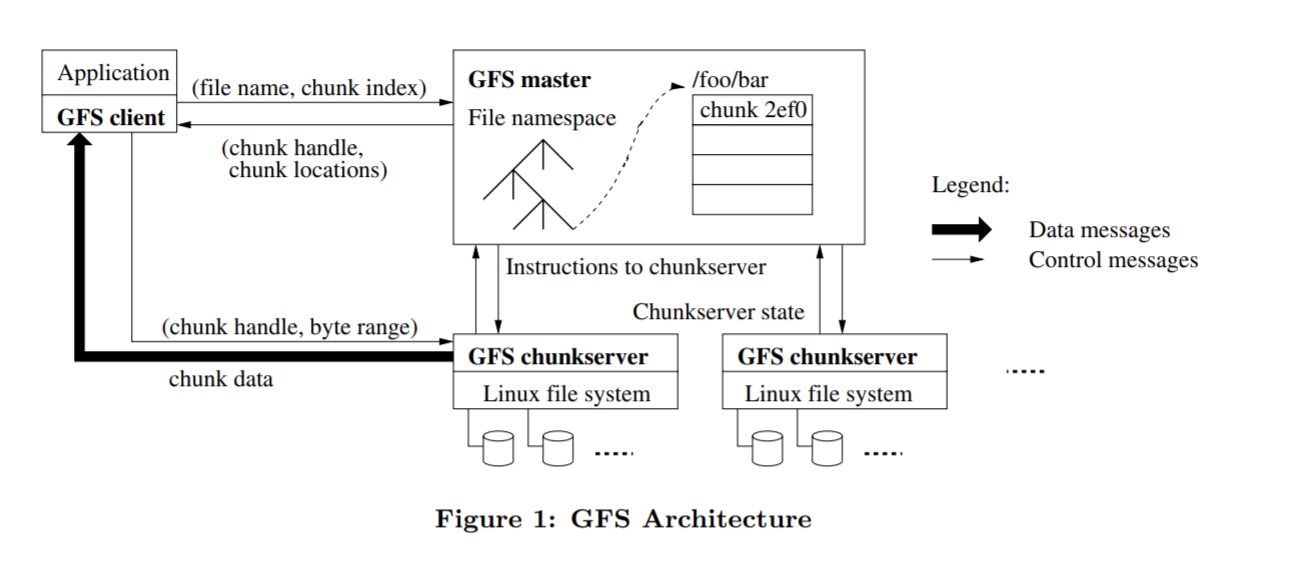 Application
GFS client
(file name, chunk index)
(chunk handle,
chunk locations)
GFS master
File namespace
/foo/bar
chunk 2ef0
Legend:
Data messages
Control messages
Instructions to chunkserver
Chunkserver state
(chunk handle, byte range)
chunk data
GFS chunkserver
Linux file system
GFS chunkserver
Linux file system
Figure 1: GFS Architecture